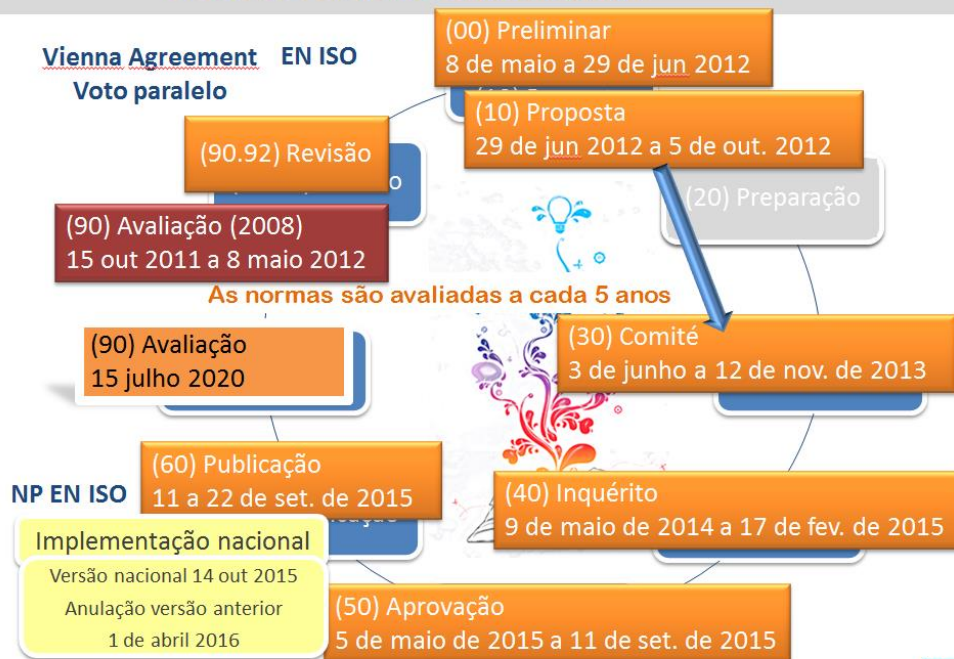 (00) Preliminar
8 de maio a 29 de jun 2012
Vienna Agreement EN ISO
Voto paralelo
(10) Proposta
29 de jun 2012 a 5 de out. 2012
(90.92) Revisão
(20) Preparação
(90) Avaliação (2008)
15 out 2011 a 8 maio 2012
As normas são avaliadas a cada 5 anos
(30) Comité
3 de junho a 12 de nov. de 2013
(90) Avaliação
15 julho 2020
(60) Publicação
11 a 22 de set. de 2015
(40) Inquérito
9 de maio de 2014 a 17 de fev. de 2015
NP EN ISO
Implementação nacional
Versão nacional 14 out 2015
Anulação versão anterior
1 de abril 2016
(50) Aprovação
5 de maio de 2015 a 11 de set. de 2015